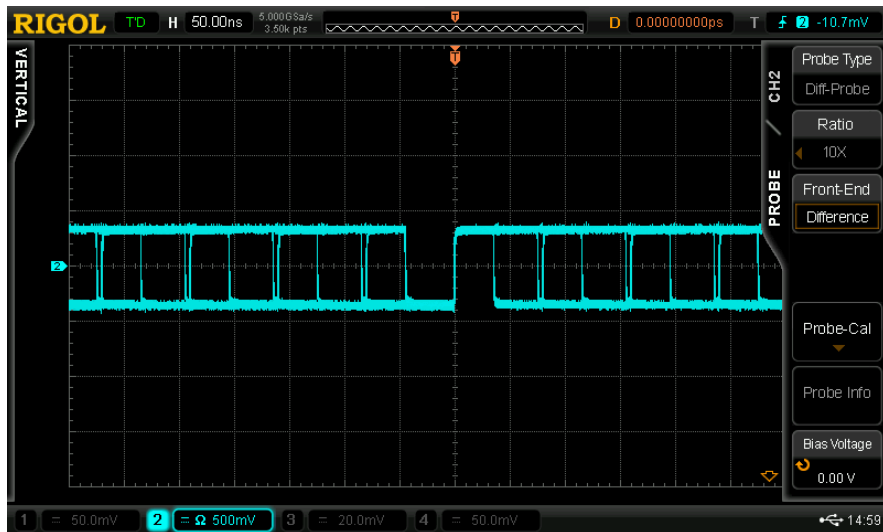 RIGOL T'D H 50.00ns 5.000GSa/s D 0.00000000ps T 2 -10.7mV
3.50k pts
T
T
VERTICAL
2
CH2
PROBE
Probe Type
Diff-Probe
Ratio
10X
Front-End
Difference
Probe-Cal
Probe Info
Bias Voltage
0.00 V
1 = 50.0mV 2 = Ω 500mV 3 = 20.0mV 4 = 50.0mV 14:59